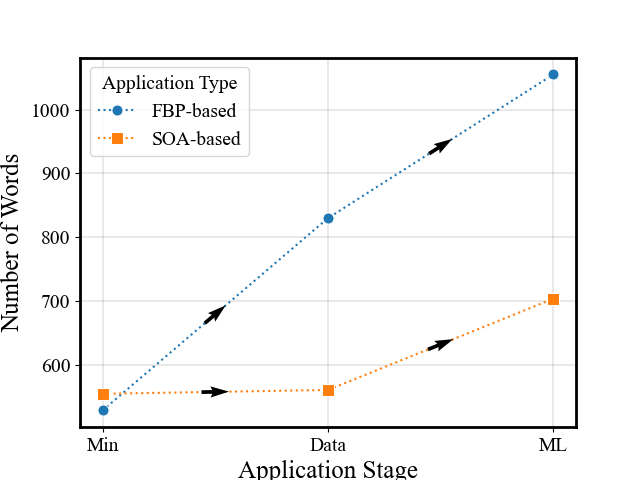 Application Type
FBP-based
SOA-based
Number of Words
1000
900
800
700
600
Min
Data
ML
Application Stage